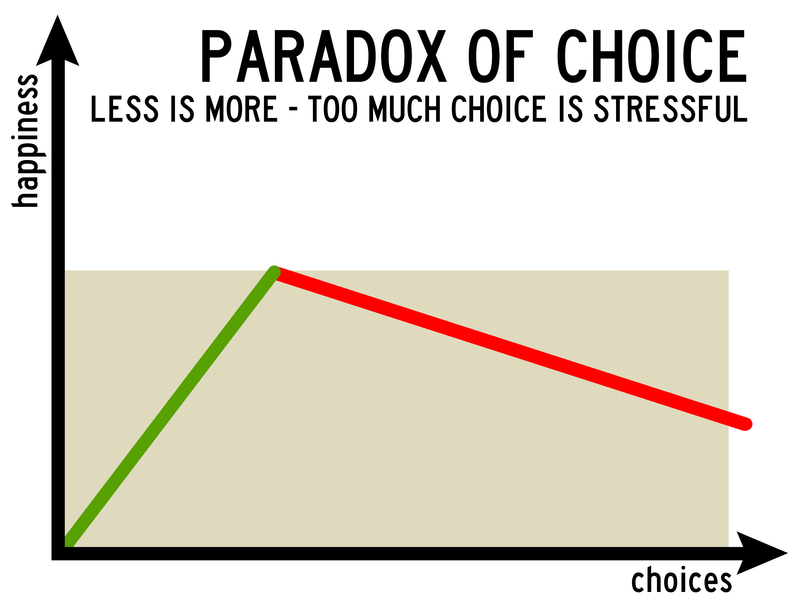 PARADOX OF CHOICE
LESS IS MORE - TOO MUCH CHOICE IS STRESSFUL
happiness
choices